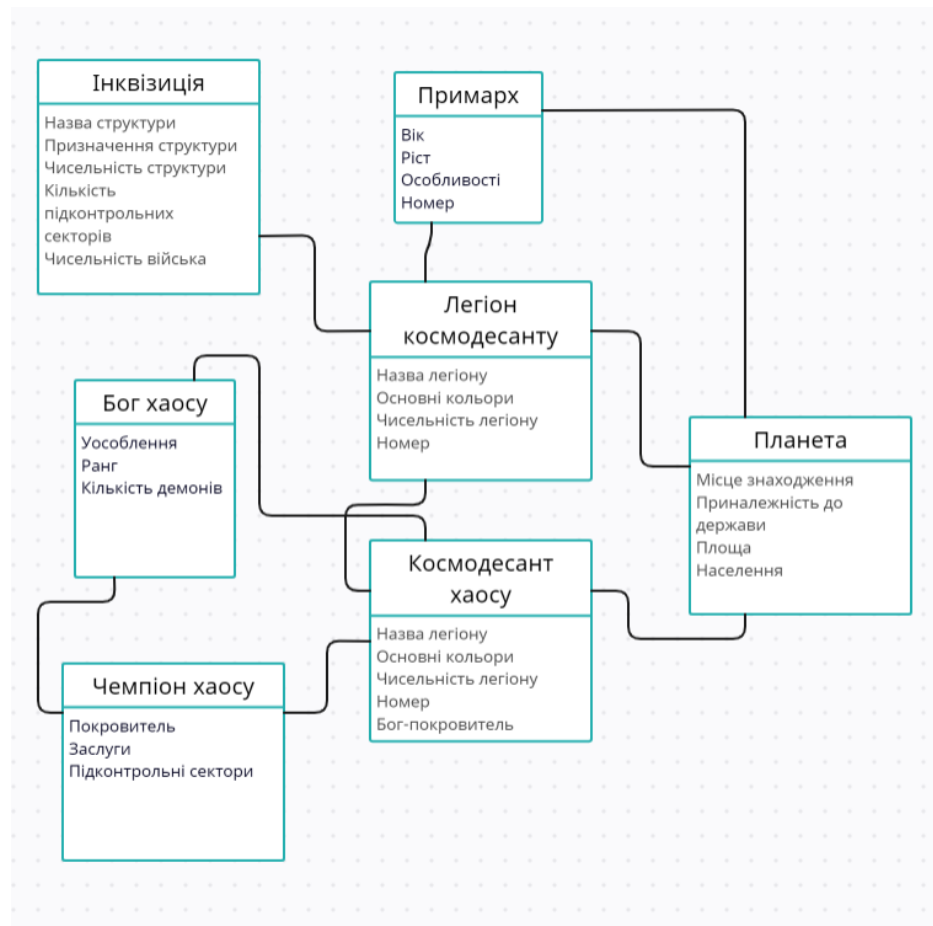 Інквізиція
Назва структури
Призначення структури
Чисельність структури
Кількість
підконтрольних
секторів
Чисельність війська
Примарх
Вік
Ріст
Особливості
Номер
Легіон
космодесанту
Назва легіону
Основні кольори
Чисельність легіону
Номер
Бог хаосу
Уособлення
Ранг
Кількість демонів
Планета
Місце знаходження
Приналежність до
держави
Площа
Населення
Космодесант
хаосу
Назва легіону
Основні кольори
Чисельність легіону
Номер
Бог-покровитель
Чемпіон хаосу
Покровитель
Заслуги
Підконтрольні сектори